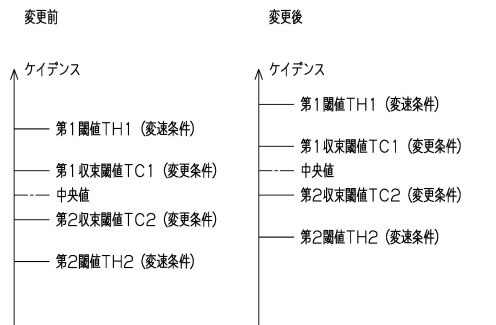 変更前
ケイデンス
第1閾値TH1（変速条件）
第1収束閾値TC1（変更条件）
中央値
第2収束閾値TC2（変更条件）
第2閾値TH2（変速条件）
変更後
ケイデンス
第1閾値TH1（変速条件）
第1収束閾値TC1（変更条件）
中央値
第2収束閾値TC2（変更条件）
第2閾値TH2（変速条件）